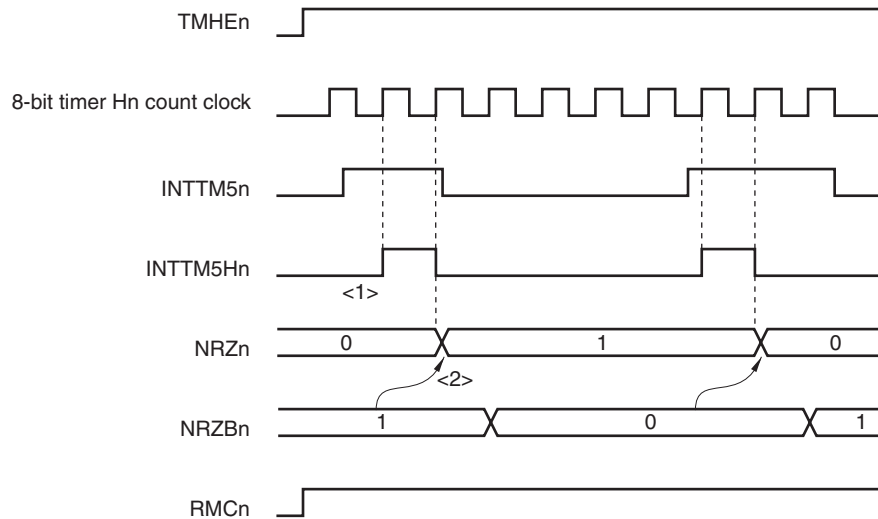 TMHEn
8-bit timer Hn count clock
INTTM5n
INTTM5Hn
<1>
NRZn 0 1 0
<2>
NRZBn 1 0 1
RMCn